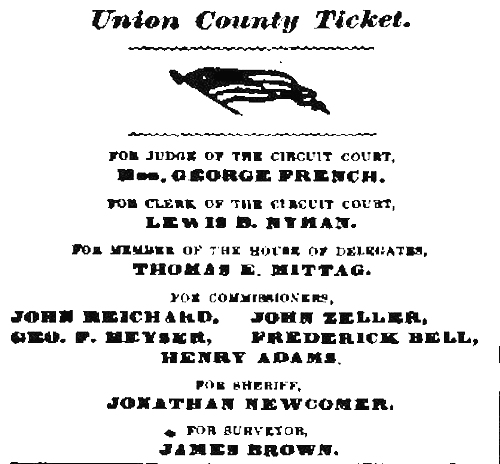 Union County Ticket.
FOR JUDGE OF THE CIRCUIT COURT,
Hon. GEORGE FRENCH.
FOR CLERK OF THE CIRCUIT COURT,
LEWIS B. NYMAN.
FOR MEMBER OF THE HOUSE OF DELEGATES,
THOMAS E. MITTAG.
FOR COMMISSIONERS,
JOHN REICHARD, JOHN ZELLER,
GEO. F. HEYSER, FREDERICK BELL,
HENRY ADAMS.
FOR SHERIFF,
JONATHAN NEWCOMER.
FOR SURVEYOR,
JAMES BROWN.